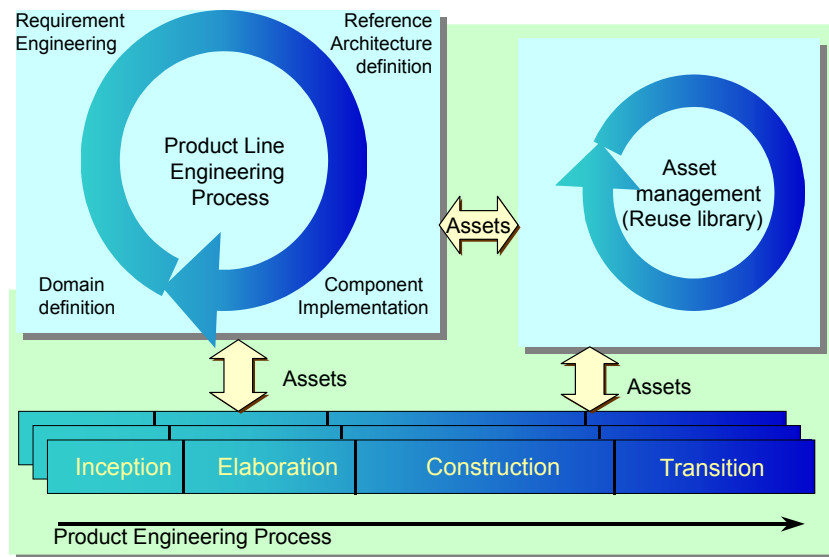 Requirement
Engineering
Reference
Architecture
definition
Product Line
Engineering
Process
Domain
definition
Component
Implementation
Assets
Asset
management
(Reuse library)
Assets
Assets
Inception
Elaboration
Construction
Transition
Product Engineering Process